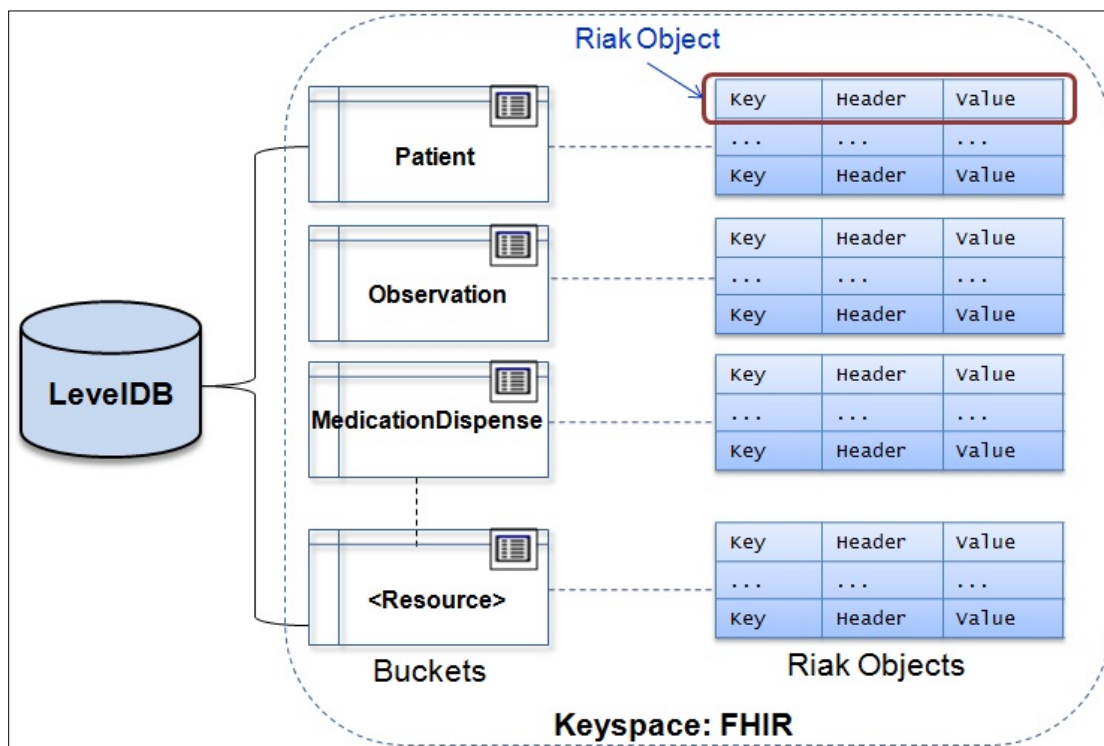 Riak Object
Key Header Value
... ... ...
Key Header Value
Patient
Key Header Value
... ... ...
Key Header Value
Observation
LevelDB
Key Header Value
... ... ...
Key Header Value
MedicationDispense
Key Header Value
... ... ...
Key Header Value
<Resource>
Buckets
Riak Objects
Keyspace: FHIR